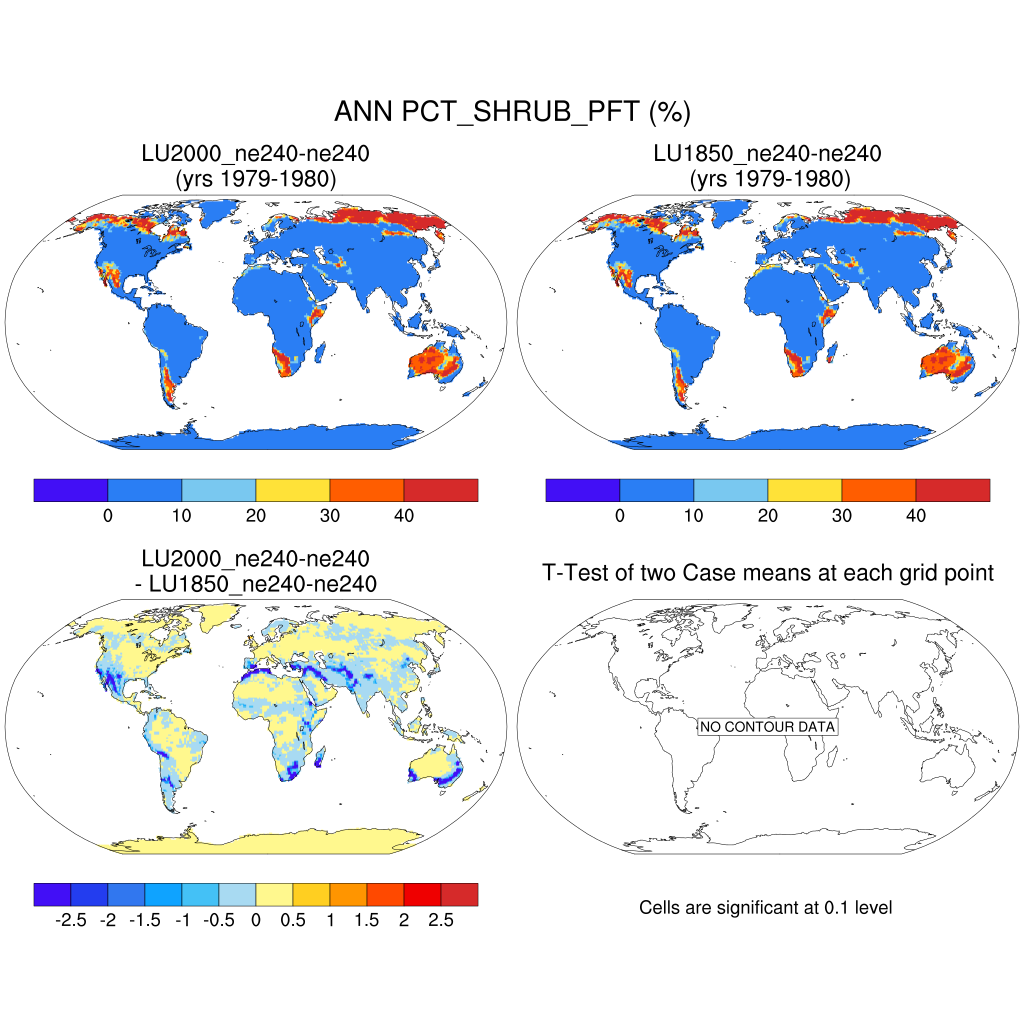 ANN PCT_SHRUB_PFT (%)
LU2000_ne240-ne240
(yrs 1979-1980)
LU1850_ne240-ne240
(yrs 1979-1980)
0 10 20 30 40
0 10 20 30 40
LU2000_ne240-ne240
- LU1850_ne240-ne240
T-Test of two Case means at each grid point
NO CONTOUR DATA
-2.5 -2 -1.5 -1 -0.5 0 0.5 1 1.5 2 2.5
Cells are significant at 0.1 level